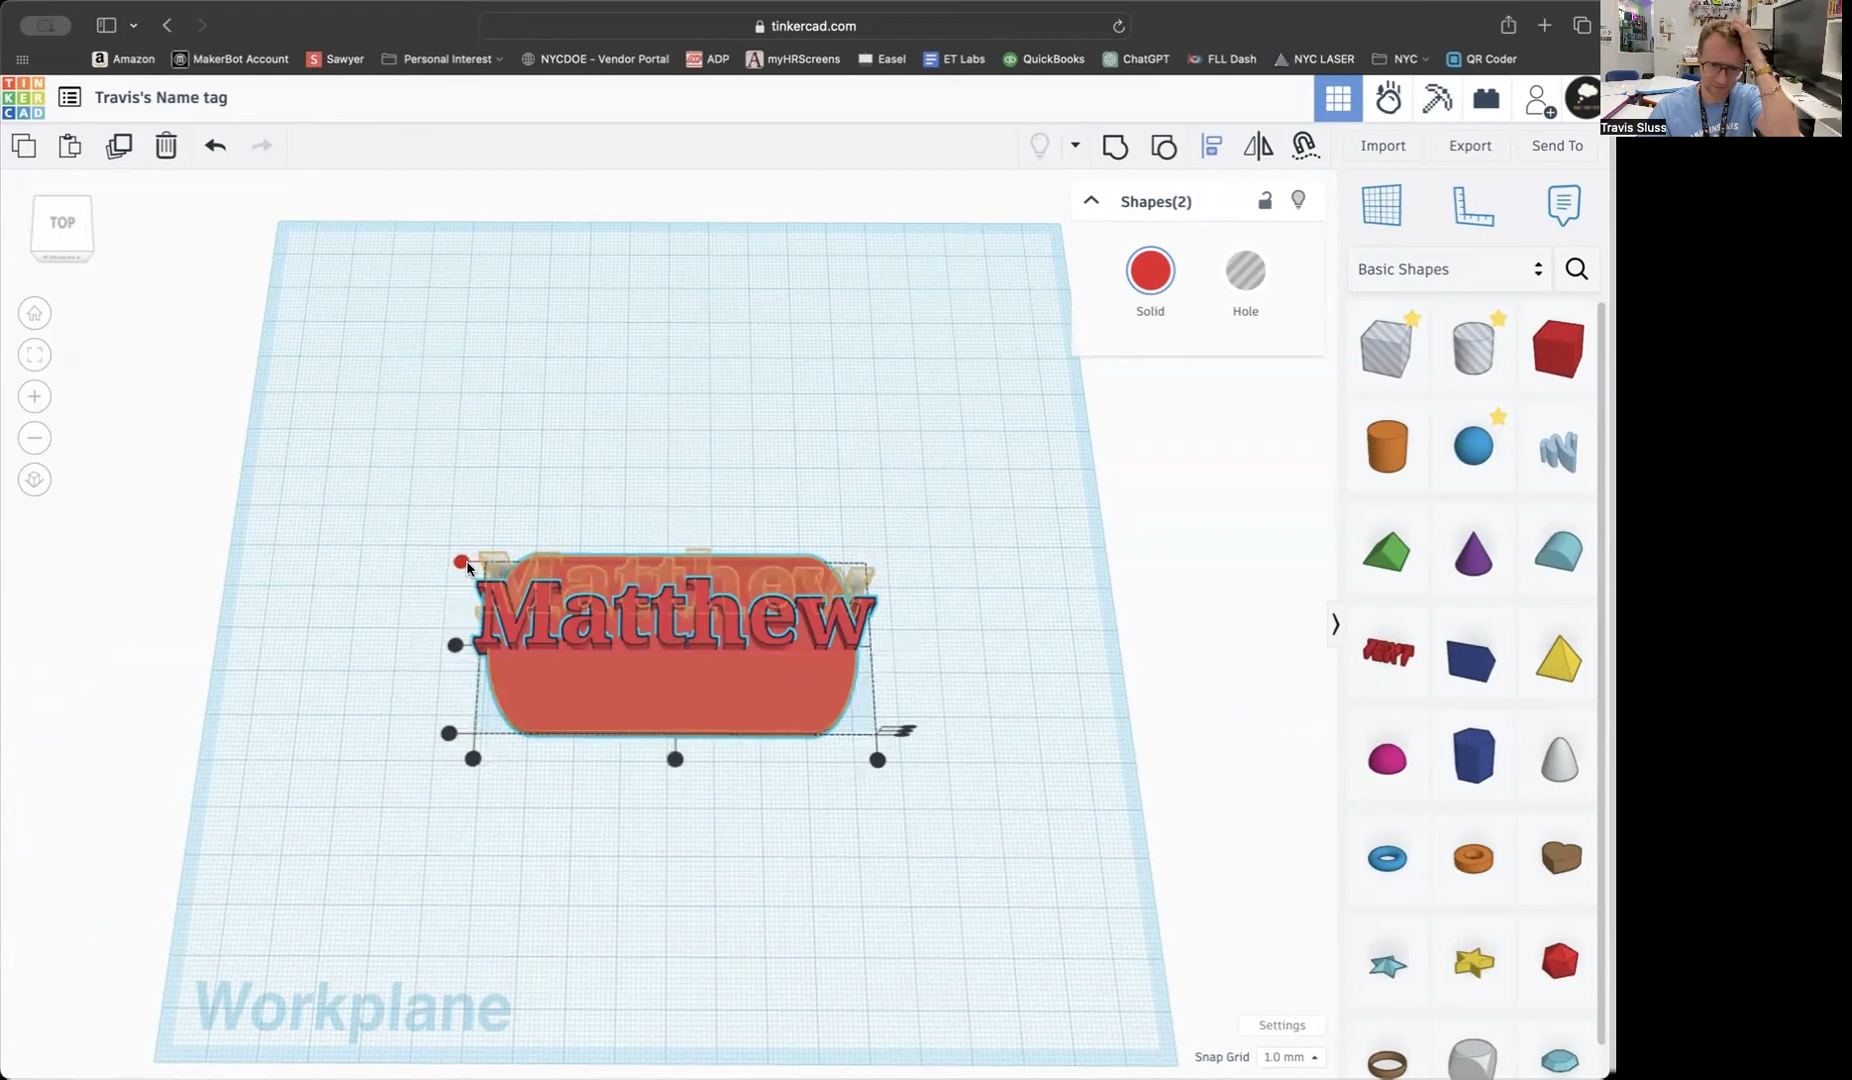 tinkercad.com
Amazon MakerBot Account Sawyer Personal Interest NYCDOE - Vendor Portal ADP myHRScreens Easel ET Labs QuickBooks ChatGPT FLL Dash NYC LASER NYC QR Coder
Travis Sluss
TIN
KER
CAD
Travis's Name tag
Import Export Send To
TOP
Shapes(2)
Solid Hole
Basic Shapes
Matthew
TEXT
Workplane
Settings
Snap Grid 1.0 mm